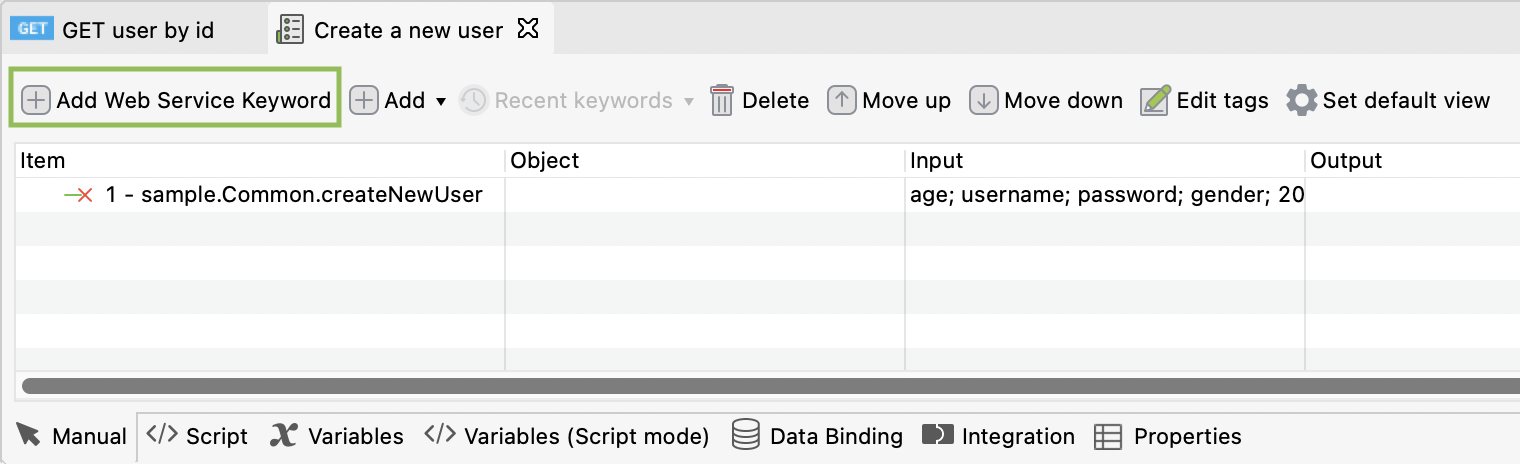 GET GET user by id Create a new user
Add Web Service Keyword Add Recent keywords Delete Move up Move down Edit tags Set default view
Item Object Input Output
1 - sample.Common.createNewUser age; username; password; gender; 20
Manual </> Script x Variables </> Variables (Script mode) Data Binding Integration Properties